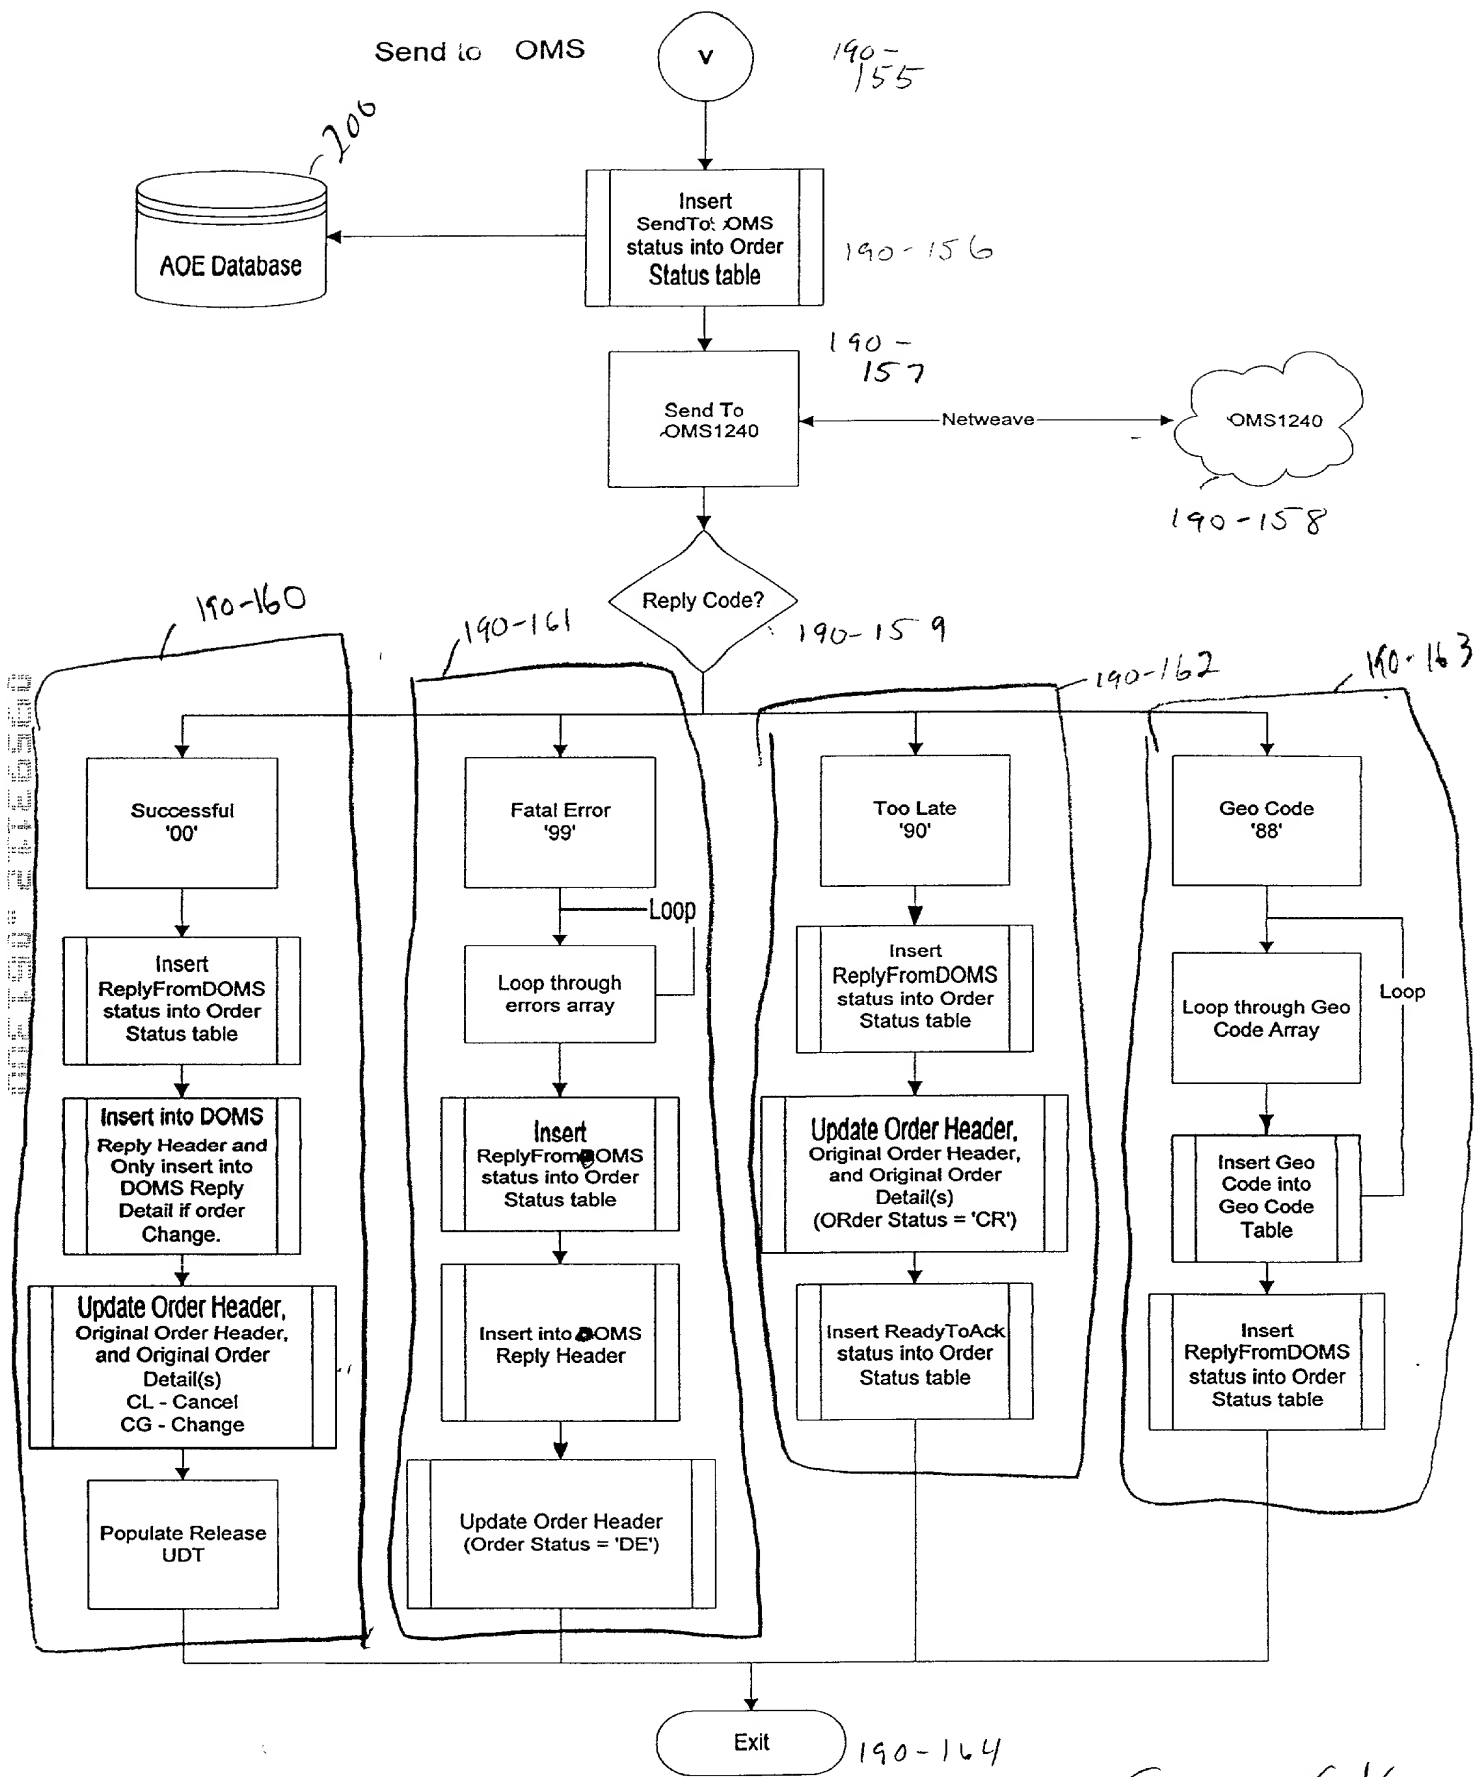 Send to OMS
V
190-
155
200
AOE Database
Insert
SendTo OMS
status into Order
Status table
190-156
190-
157
Send To
OMS1240
Netweave
OMS1240
190-158
Reply Code?
190-159
190-160
190-161
190-162
190-163
Successful
'00'
Insert
ReplyFromDOMS
status into Order
Status table
Insert into DOMS
Reply Header and
Only insert into
DOMS Reply
Detail if order
Change.
Update Order Header,
Original Order Header,
and Original Order
Detail(s)
CL - Cancel
CG - Change
Populate Release
UDT
Fatal Error
'99'
Loop
Loop through
errors array
Insert
ReplyFromDOMS
status into Order
Status table
Insert into DOMS
Reply Header
Update Order Header
(Order Status = 'DE')
Too Late
'90'
Insert
ReplyFromDOMS
status into Order
Status table
Update Order Header,
Original Order Header,
and Original Order
Detail(s)
(ORder Status = 'CR')
Insert ReadyToAck
status into Order
Status table
Geo Code
'88'
Loop
Loop through Geo
Code Array
Insert Geo
Code into
Geo Code
Table
Insert
ReplyFromDOMS
status into Order
Status table
Exit
190-164